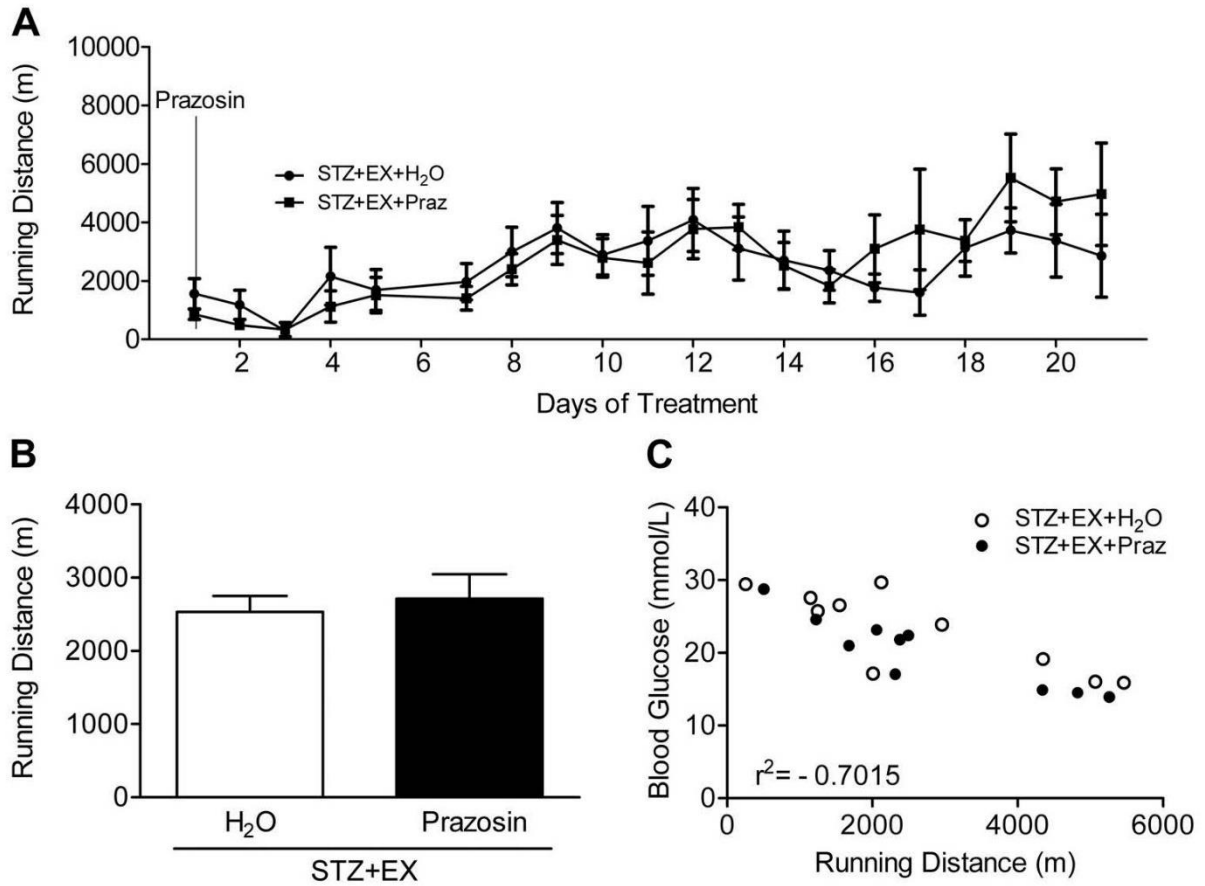 A
10000
8000
6000
4000
2000
0
Running Distance (m)
Prazosin
STZ+EX+H₂O
STZ+EX+Praz
2 4 6 8 10 12 14 16 18 20
Days of Treatment
B
4000
3000
2000
1000
0
Running Distance (m)
H₂O Prazosin
STZ+EX
C
40
30
20
10
0
Blood Glucose (mmol/L)
STZ+EX+H₂O
STZ+EX+Praz
r²= - 0.7015
0 2000 4000 6000
Running Distance (m)